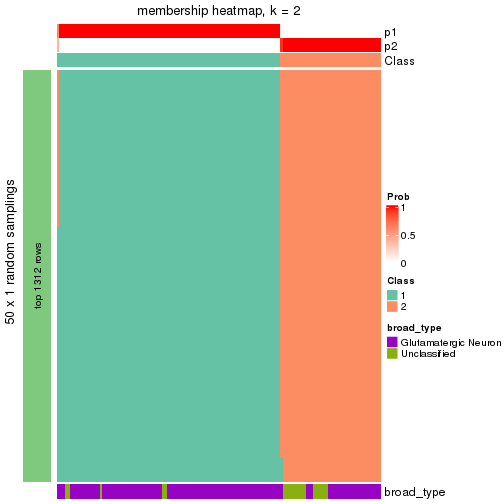 membership heatmap, k = 2
p1
p2
Class
50 x 1 random samplings
top 1312 rows
Prob
1
0.5
0
Class
1
2
broad_type
Glutamatergic Neuron
Unclassified
broad_type